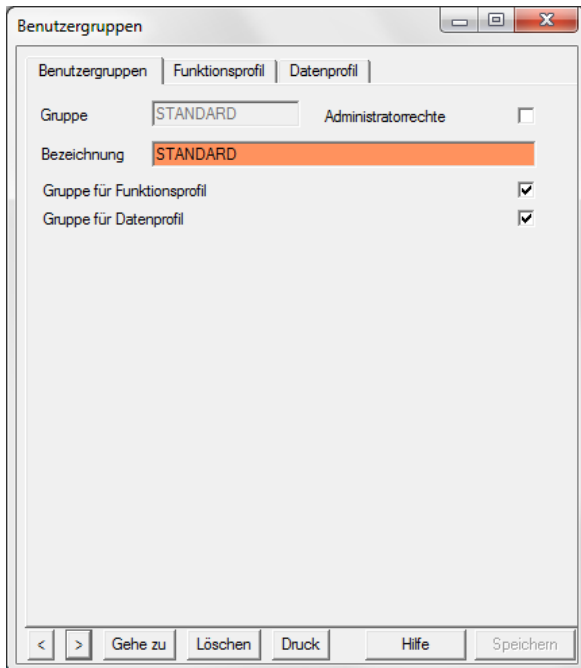 Benutzergruppen
Benutzergruppen Funktionsprofil Datenprofil
Gruppe STANDARD Administratorrechte
Bezeichnung STANDARD
Gruppe für Funktionsprofil
Gruppe für Datenprofil
< > Gehe zu Löschen Druck Hilfe Speichern